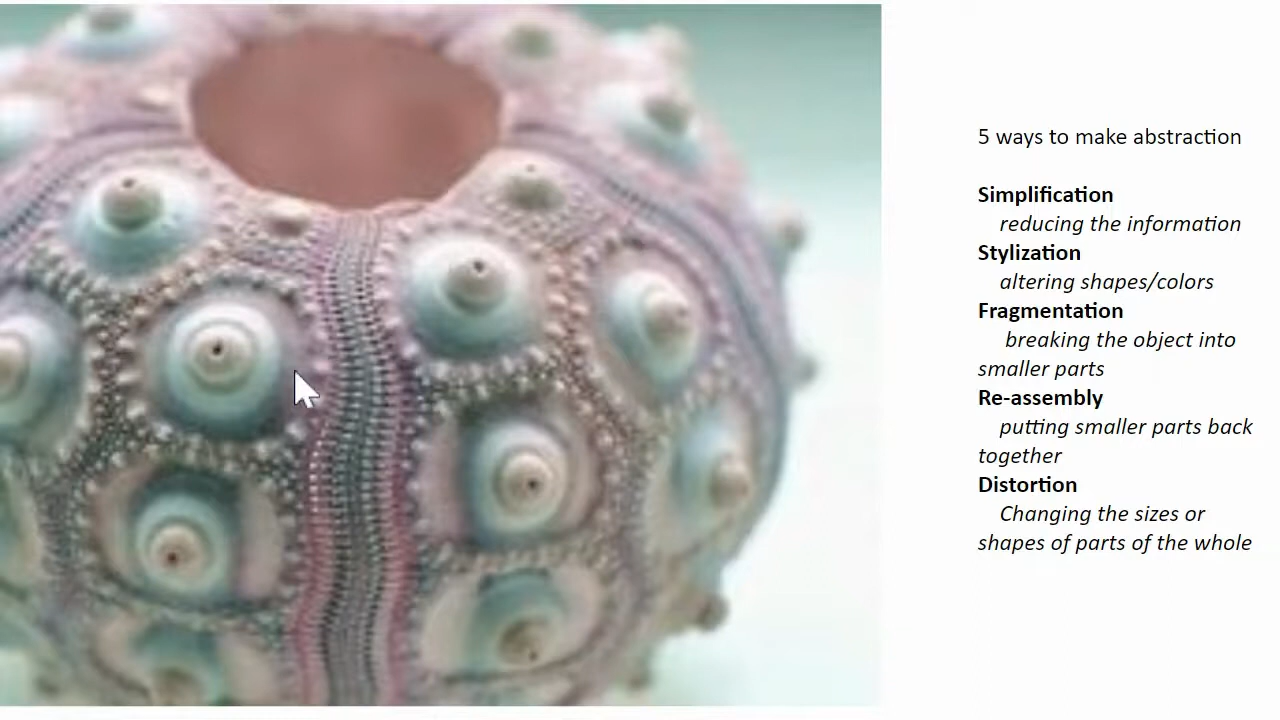 5 ways to make abstraction
Simplification
reducing the information
Stylization
altering shapes/colors
Fragmentation
breaking the object into
smaller parts
Re-assembly
putting smaller parts back
together
Distortion
Changing the sizes or
shapes of parts of the whole